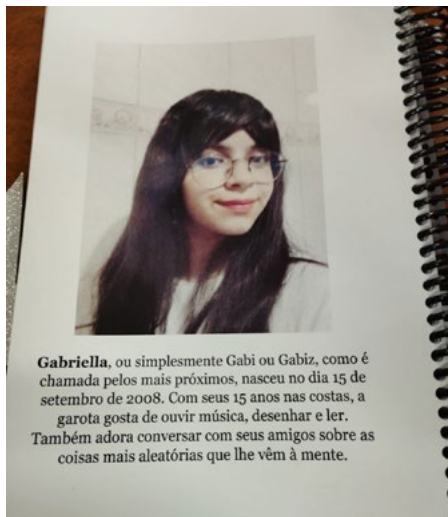 Gabriella, ou simplesmente Gabi ou Gabiz, como é
chamada pelos mais próximos, nasceu no dia 15 de
setembro de 2008. Com seus 15 anos nas costas, a
garota gosta de ouvir música, desenhar e ler.
Também adora conversar com seus amigos sobre as
coisas mais aleatórias que lhe vêm à mente.